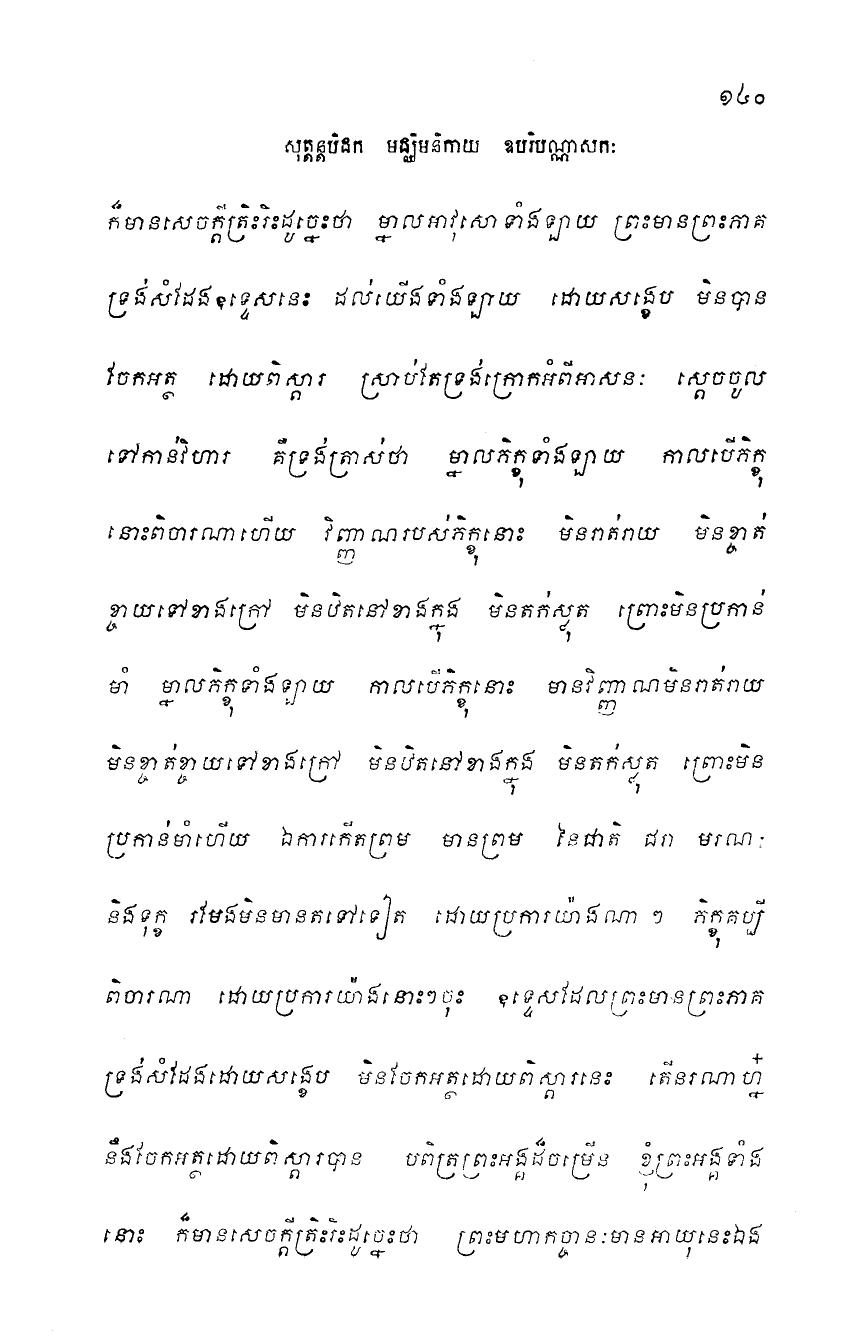 ១៤០
សុត្តន្តបិដក មជ្ឈិមនិកាយ ឧបរិបណ្ណាសកៈ
ក៏មានសេចក្តីត្រិះរិះដូច្នេះថា ម្នាលអាវុសោទាំងឡាយ ព្រះមានព្រះភាគ
ទ្រង់សំដែងឧទ្ទេសនេះ ដល់យើងទាំងឡាយ ដោយសង្ខេប មិនបាន
ចែកអត្ថ ដោយពិស្តារ ស្រាប់តែទ្រង់ក្រោកអំពីអាសនៈ ស្តេចចូល
ទៅកាន់វិហារ គឺទ្រង់ត្រាស់ថា ម្នាលភិក្ខុទាំងឡាយ កាលបើភិក្ខុ
នោះពិចារណាហើយ វិញ្ញាណរបស់ភិក្ខុនោះ មិនរាត់រាយ មិនខ្ចាត់
ខ្ចាយទៅខាងក្រៅ មិនឋិតនៅខាងក្នុង មិនតក់ស្លុត ព្រោះមិនប្រកាន់
មាំ ម្នាលភិក្ខុទាំងឡាយ កាលបើភិក្ខុនោះ មានវិញ្ញាណមិនរាត់រាយ
មិនខ្ចាត់ខ្ចាយទៅខាងក្រៅ មិនឋិតនៅខាងក្នុង មិនតក់ស្លុត ព្រោះមិន
ប្រកាន់មាំហើយ ឯការកើតព្រម មានព្រម នៃជាតិ ជរា មរណៈ
និងទុក្ខ រមែងមិនមានតទៅទៀត ដោយប្រការយ៉ាងណា ៗ ភិក្ខុគប្បី
ពិចារណា ដោយប្រការយ៉ាងនោះៗចុះ ឧទ្ទេសដែលព្រះមានព្រះភាគ
ទ្រង់សំដែងដោយសង្ខេប មិនចែកអត្ថដោយពិស្តារនេះ តើនរណាហ្ន៎
នឹងចែកអត្ថដោយពិស្តារបាន បពិត្រព្រះអង្គដ៏ចម្រើន ខ្ញុំព្រះអង្គទាំង
នោះ ក៏មានសេចក្តីត្រិះរិះដូច្នេះថា ព្រះមហាកច្ចានៈមានអាយុនេះឯង